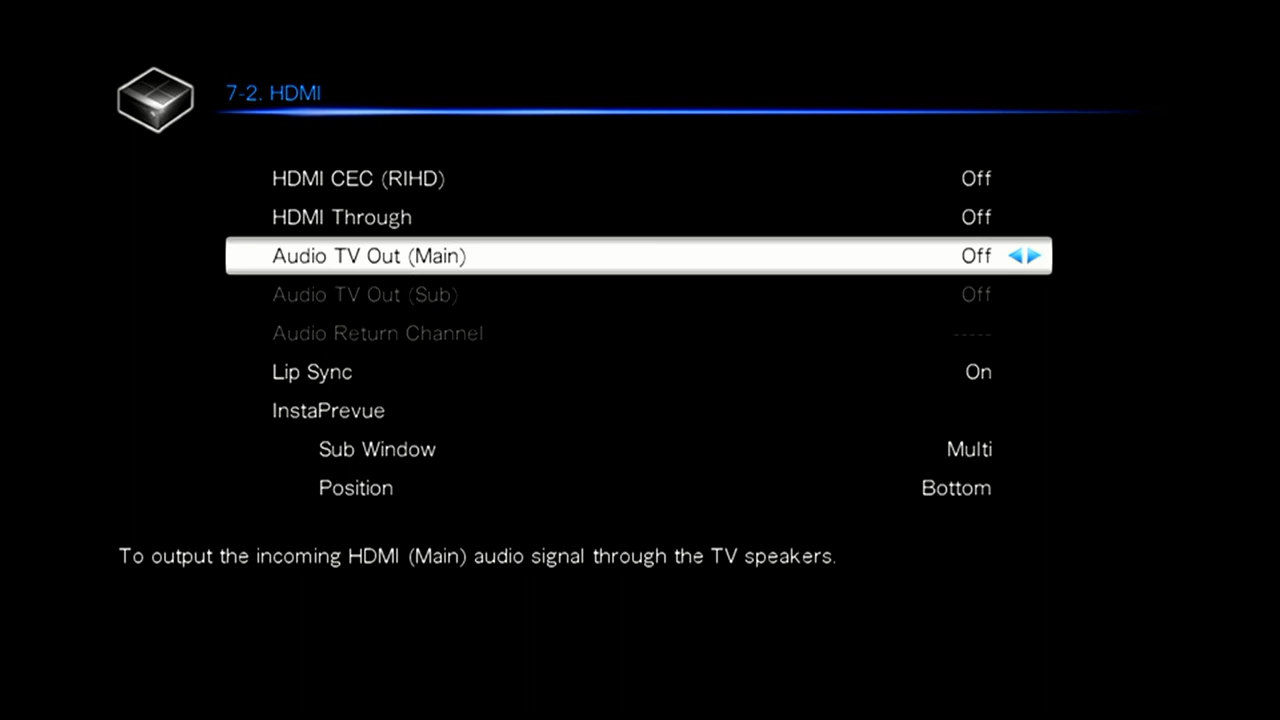 7-2. HDMI
HDMI CEC (RIHD) Off
HDMI Through Off
Audio TV Out (Main) Off
Audio TV Out (Sub) Off
Audio Return Channel -----
Lip Sync On
InstaPrevue
Sub Window Multi
Position Bottom
To output the incoming HDMI (Main) audio signal through the TV speakers.